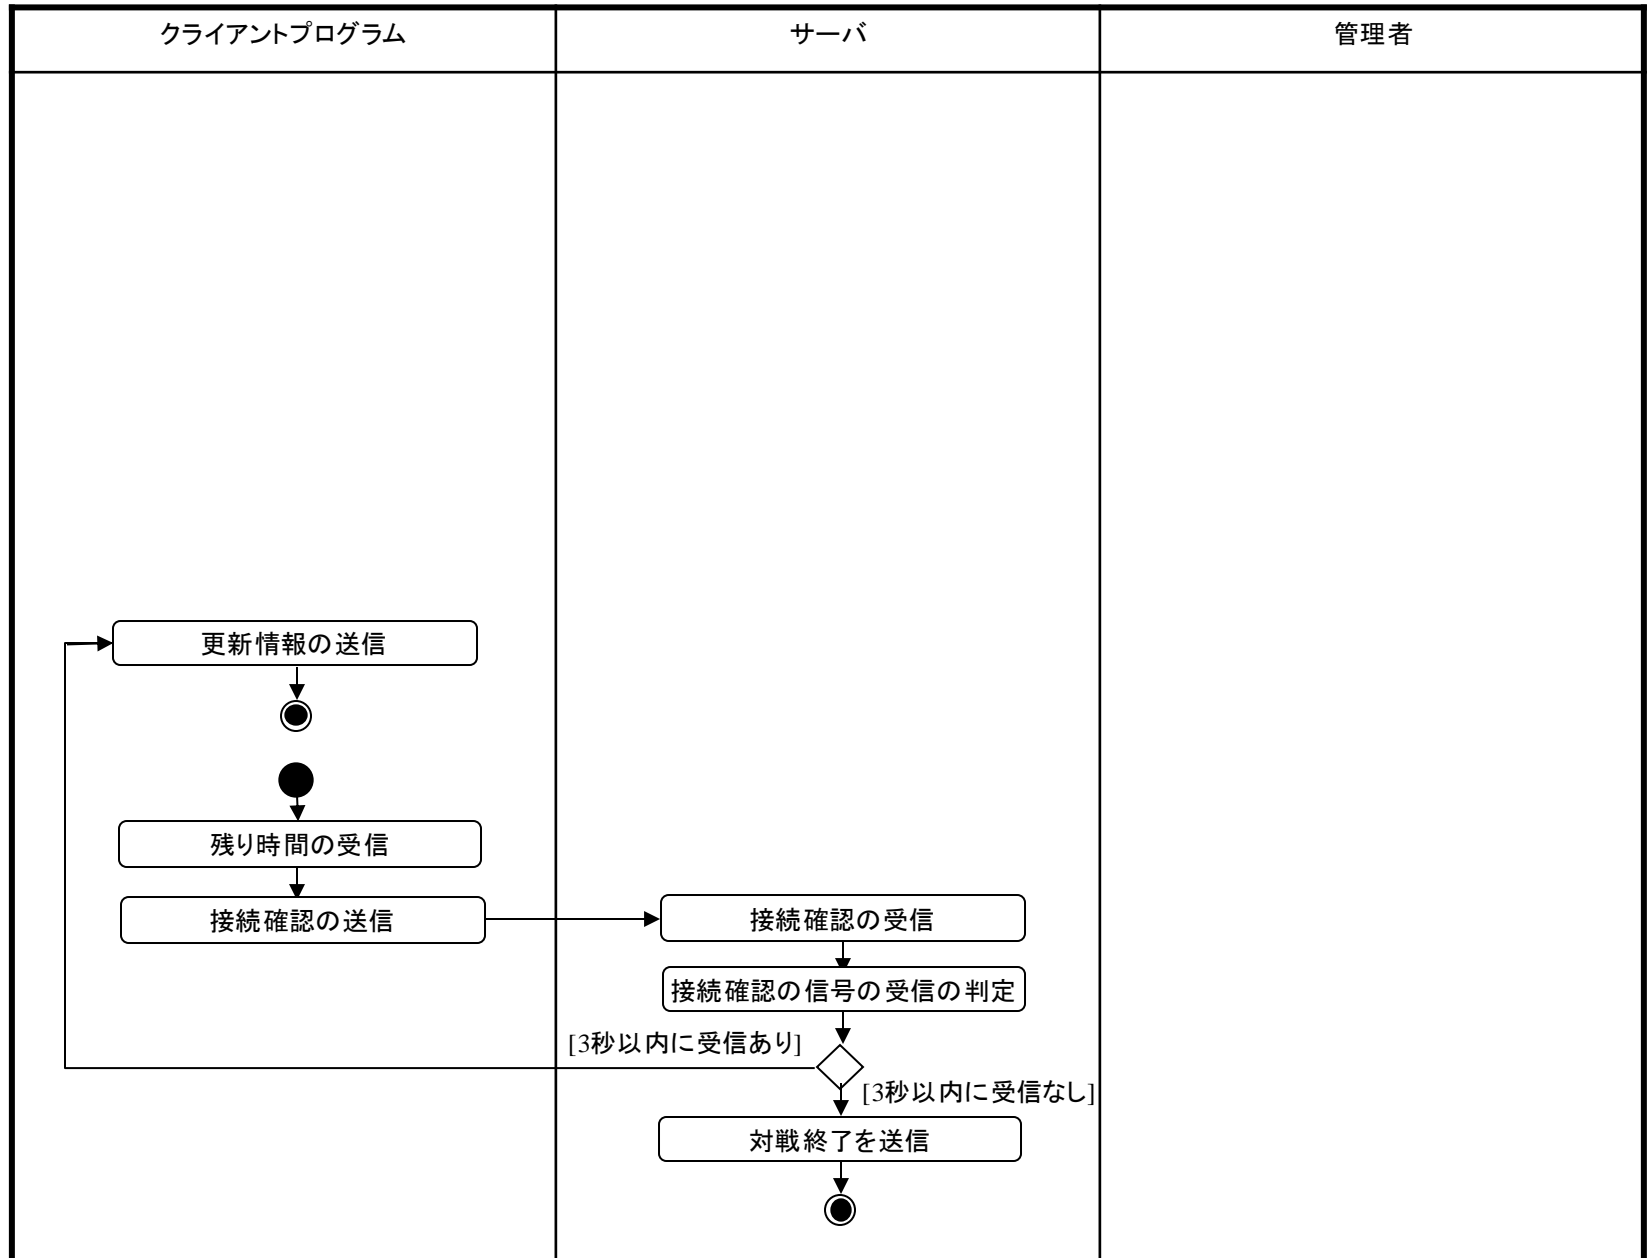 クライアントプログラム
サーバ
管理者
更新情報の送信
残り時間の受信
接続確認の送信
接続確認の受信
接続確認の信号の受信の判定
[3秒以内に受信あり]
[3秒以内に受信なし]
対戦終了を送信